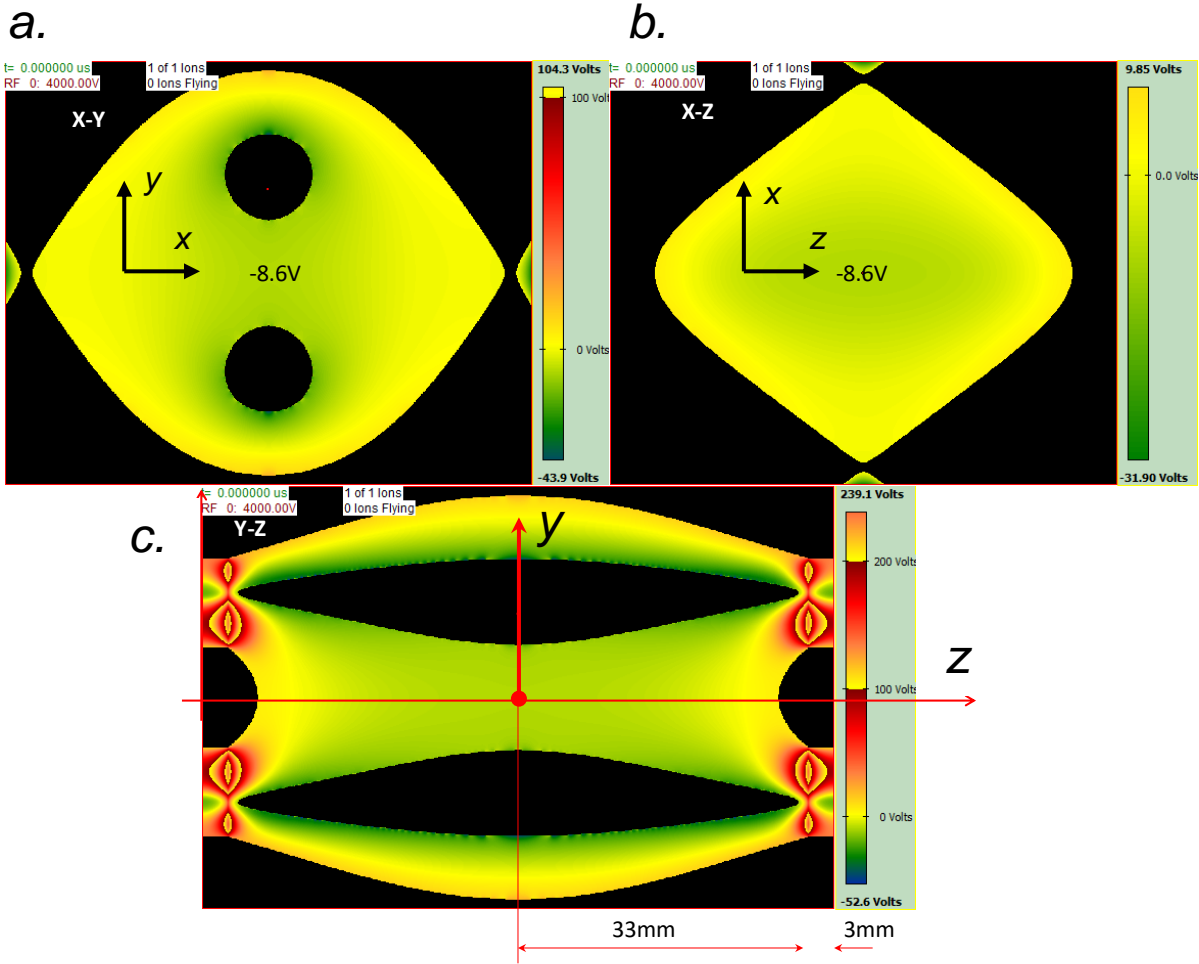 a.
b.
t= 0.000000 us
1 of 1 Ions
RF 0: 4000.00V
0 Ions Flying
X-Y
y
x
-8.6V
104.3 Volts
100 Volt
0 Volts
-43.9 Volts
t= 0.000000 us
1 of 1 Ions
RF 0: 4000.00V
0 Ions Flying
X-Z
x
z
-8.6V
9.85 Volts
0.0 Volts
-31.90 Volts
c.
t= 0.000000 us
1 of 1 Ions
RF 0: 4000.00V
0 Ions Flying
Y-Z
y
z
239.1 Volts
200 Volts
100 Volts
0 Volts
-52.6 Volts
33mm
3mm